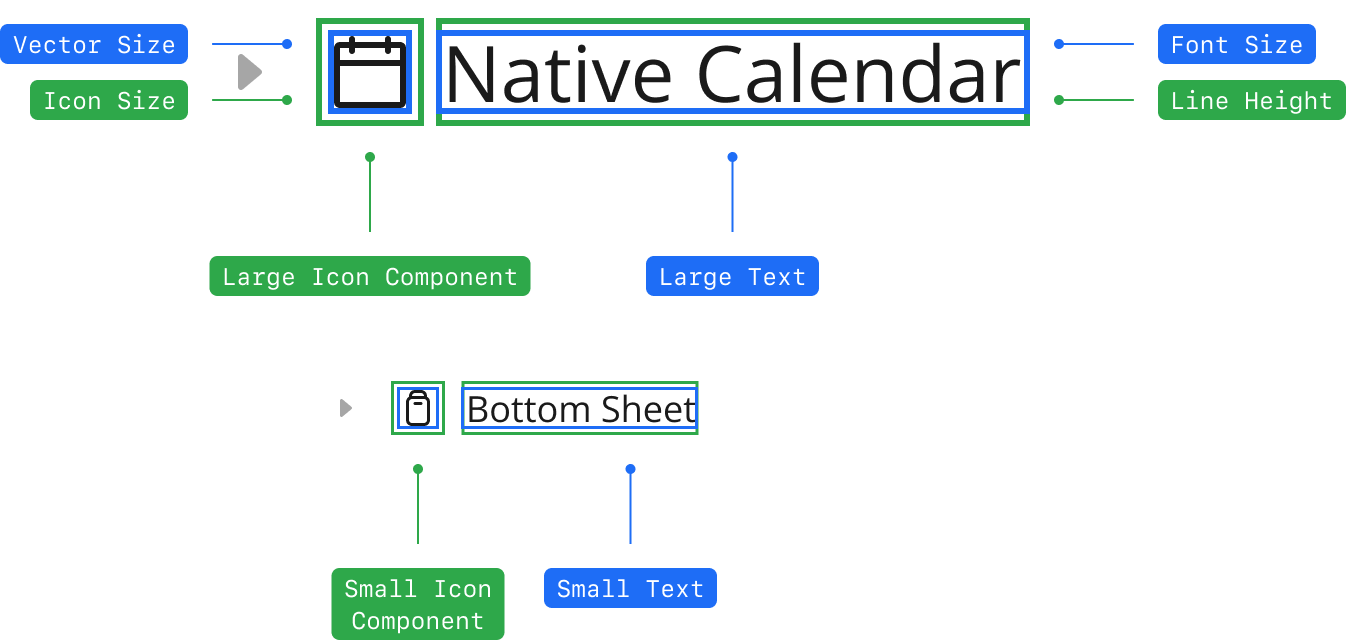 Vector Size
Native Calendar
Font Size
Icon Size
Line Height
Large Icon Component
Large Text
Bottom Sheet
Small Icon
Component
Small Text